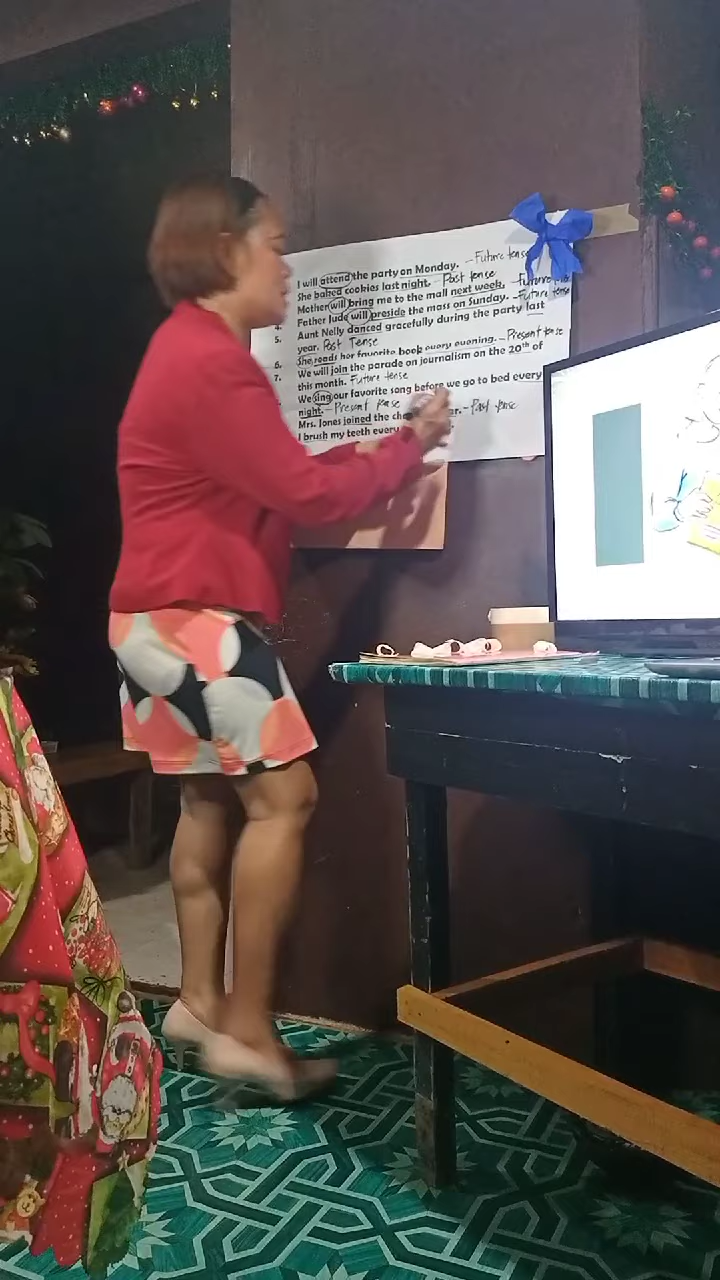 I will attend the party on Monday. - Future tense
She baked cookies last night. - Past tense
Mother will bring me to the mall next week. - Future
4. Father Jude will preside the mass on Sunday. - Future tense
5. Aunt Nelly danced gracefully during the party last
year. Past Tense
6. She reads her favorite book every evening. - Present tense
7. We will join the parade on journalism on the 20th of
this month. Future tense
We sing our favorite song before we go to bed every
night. - Present tense
Mrs. Jones joined the - Past tense
I brush my teeth every